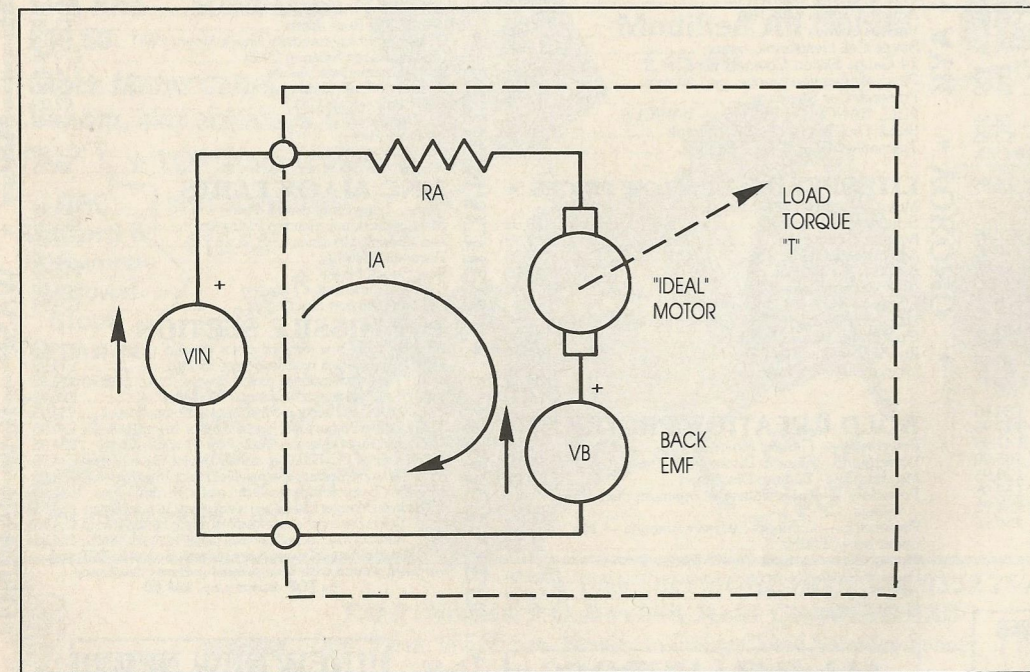 RA
LOAD
TORQUE
"T"
IA
"IDEAL"
MOTOR
+
VIN
+
VB
BACK
EMF